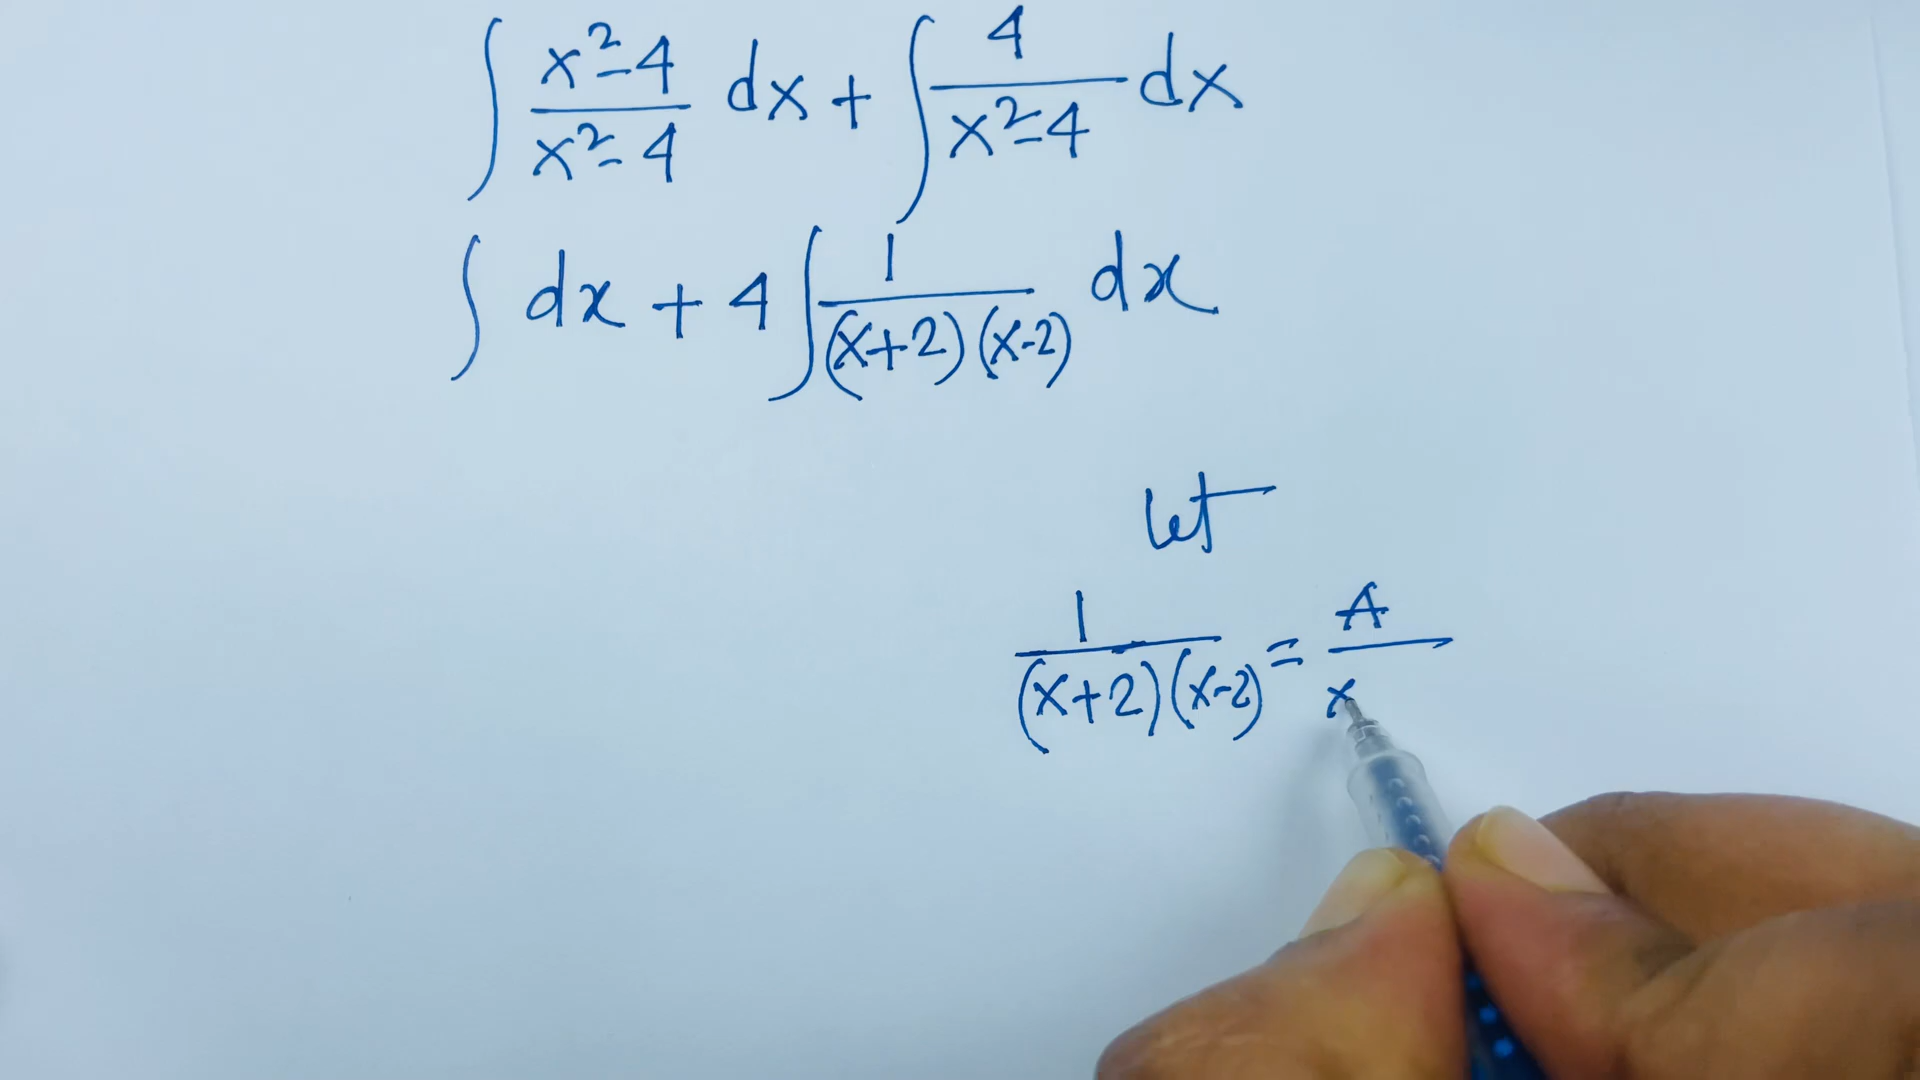 ∫ x²-4 / x²-4 dx + ∫ 4 / x²-4 dx
∫ dx + 4 ∫ 1 / (x+2)(x-2) dx
let
1 / (x+2)(x-2) = A / x